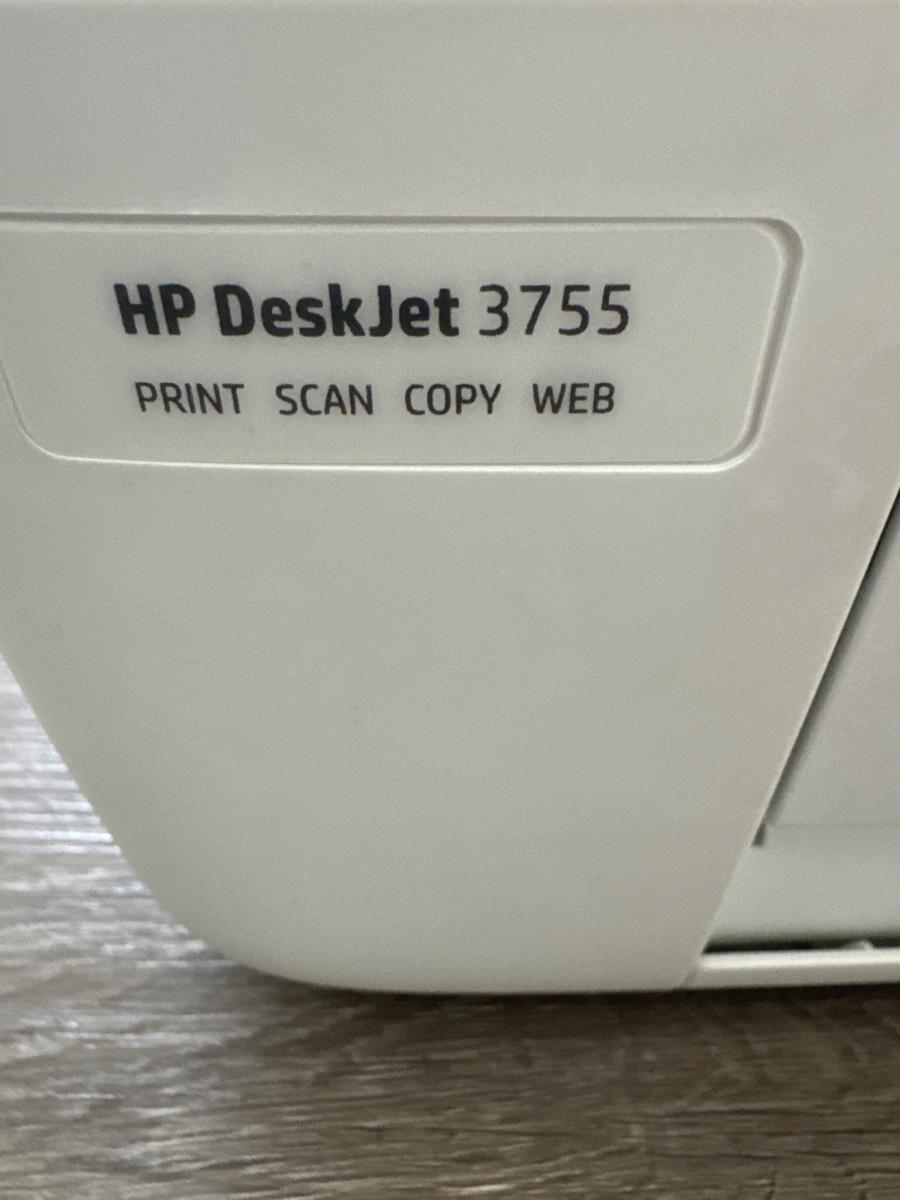 HP DeskJet 3755
PRINT SCAN COPY WEB